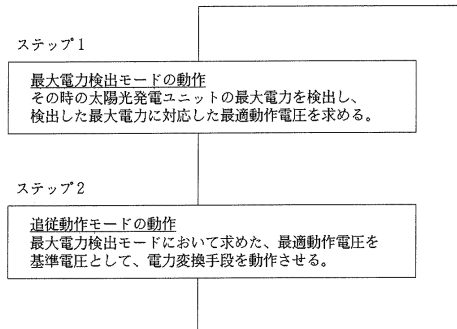 ステップ1
最大電力検出モードの動作
その時の太陽光発電ユニットの最大電力を検出し、
検出した最大電力に対応した最適動作電圧を求める。
ステップ2
追従動作モードの動作
最大電力検出モードにおいて求めた、最適動作電圧を
基準電圧として、電力変換手段を動作させる。